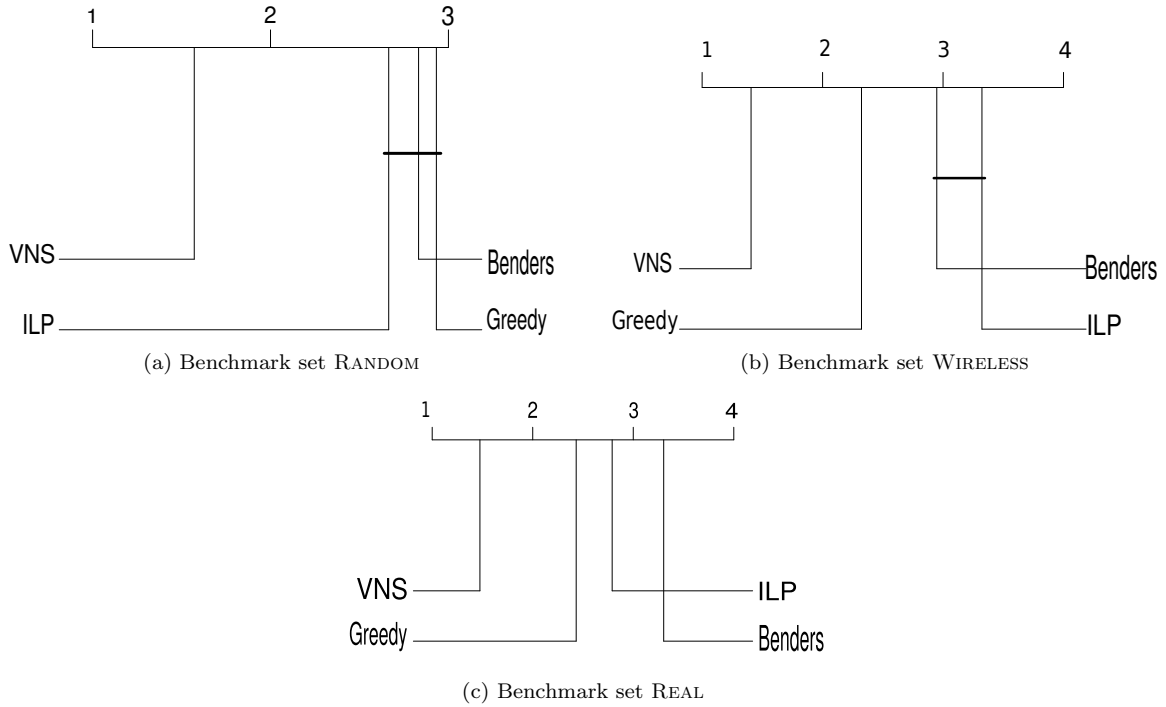 1 2 3
VNS Benders
ILP Greedy
(a) Benchmark set RANDOM
1 2 3 4
VNS Benders
Greedy ILP
(b) Benchmark set WIRELESS
1 2 3 4
VNS ILP
Greedy Benders
(c) Benchmark set REAL